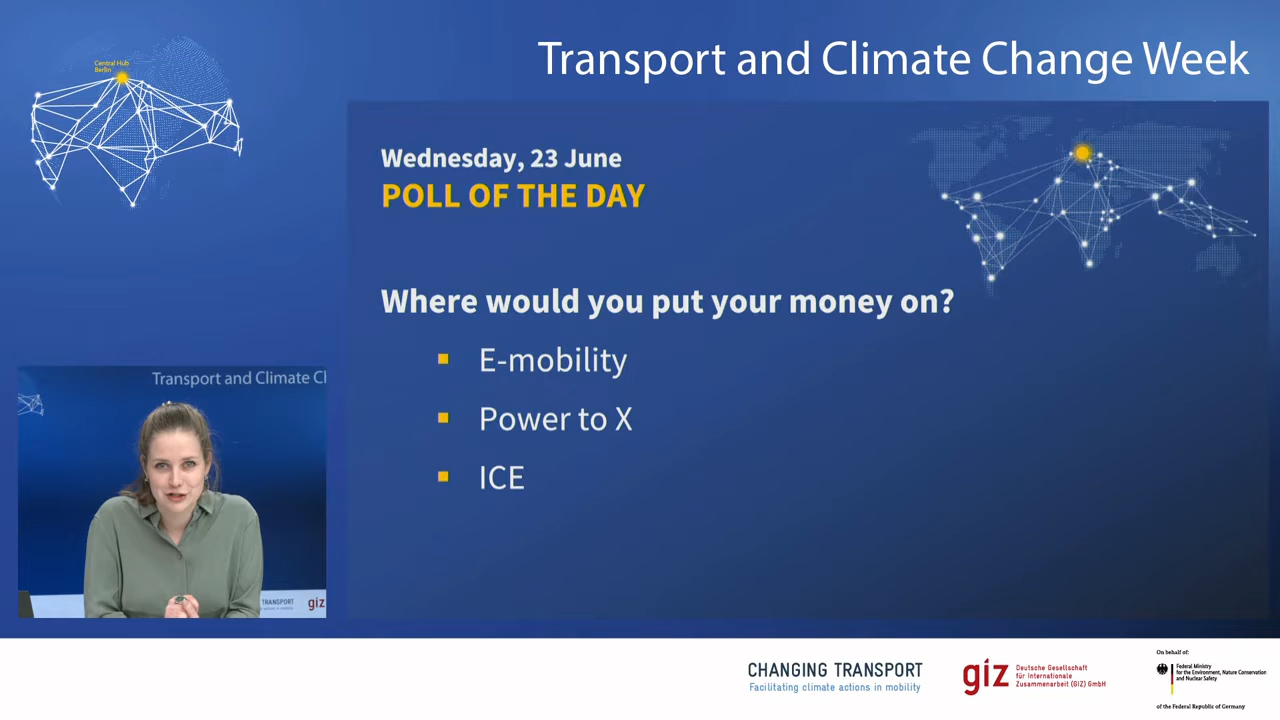 Central Hub
Berlin
Transport and Climate Change Week
Wednesday, 23 June
POLL OF THE DAY
Where would you put your money on?
E-mobility
Power to X
ICE
Transport and Climate Cl
TRANSPORT
actions in mobility
giz
CHANGING TRANSPORT
Facilitating climate actions in mobility
giz
Deutsche Gesellschaft
für Internationale
Zusammenarbeit (GIZ) GmbH
On behalf of:
Federal Ministry
for the Environment, Nature Conservation
and Nuclear Safety
of the Federal Republic of Germany